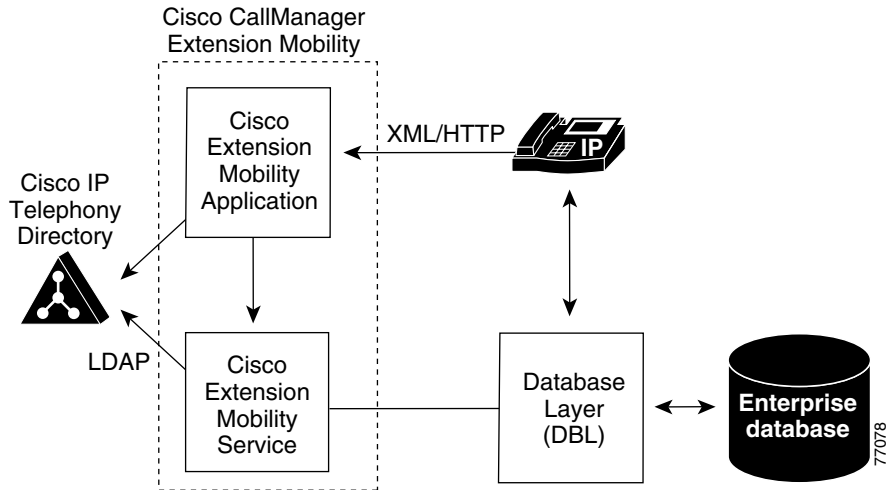 Cisco CallManager
Extension Mobility
Cisco
Extension
Mobility
Application
XML/HTTP
IP
Cisco IP
Telephony
Directory
LDAP
Cisco
Extension
Mobility
Service
Database
Layer
(DBL)
Enterprise
database
77078